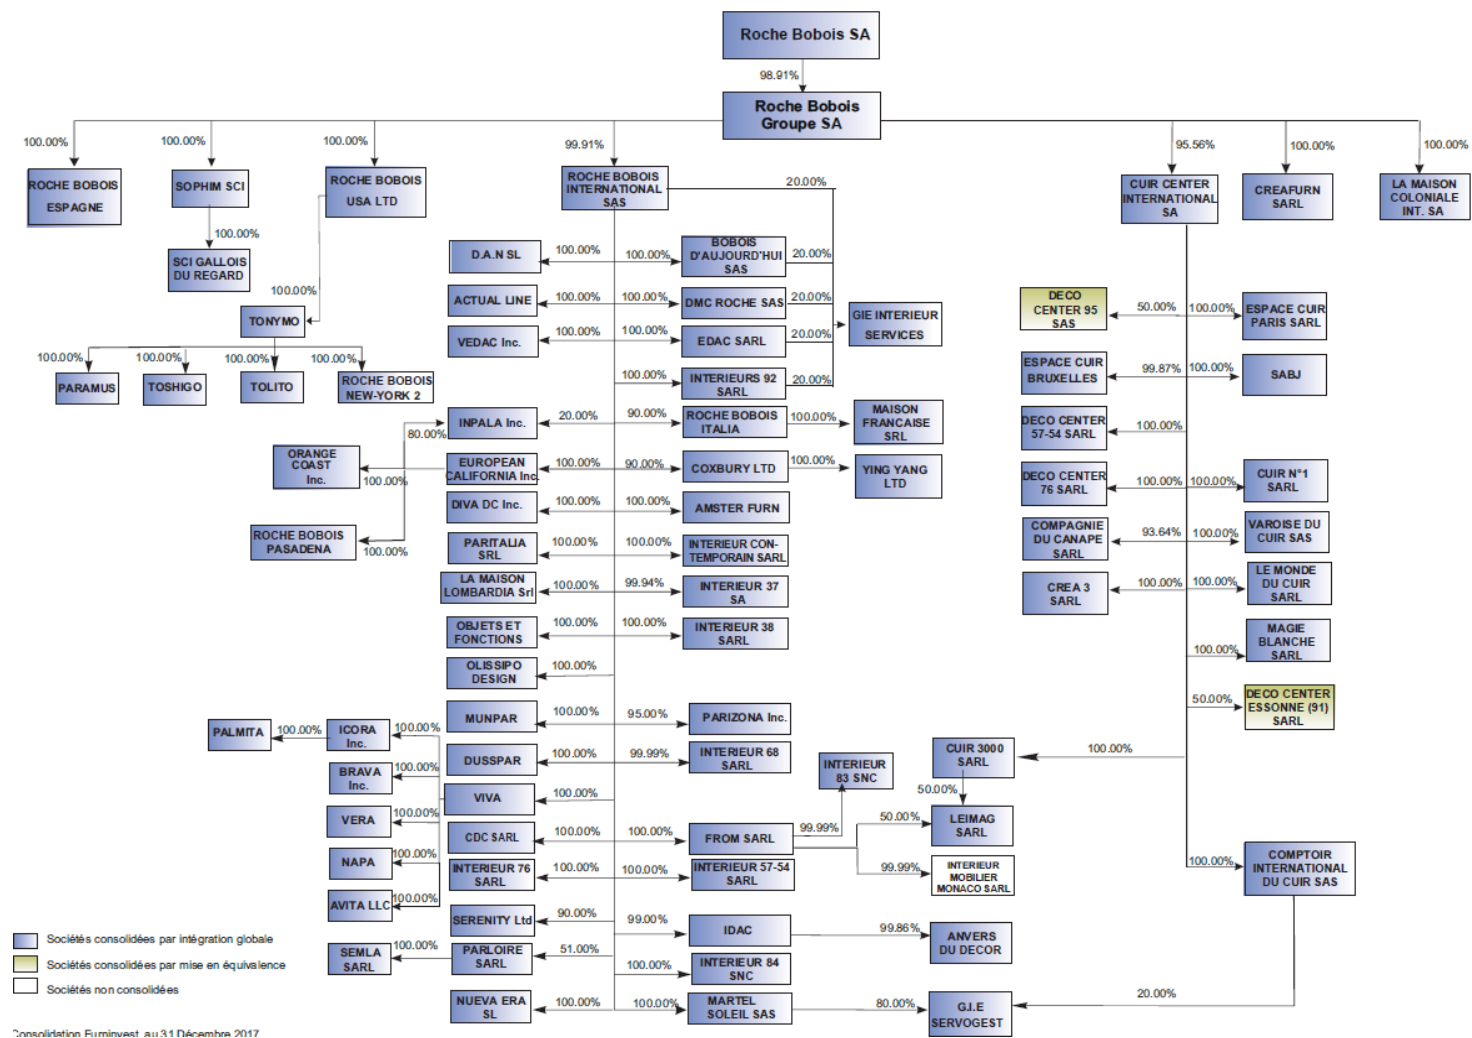 Roche Bobois SA
98.91%
Roche Bobois
Groupe SA
100.00%
100.00%
100.00%
99.91%
95.56%
100.00%
100.00%
ROCHE BOBOIS
ESPAGNE
SOPHIM SCI
ROCHE BOBOIS
USA LTD
ROCHE BOBOIS
INTERNATIONAL
SAS
20.00%
CUIR CENTER
INTERNATIONAL
SA
CREAFURN
SARL
LA MAISON
COLONIALE
INT. SA
100.00%
SCI GALLOIS
DU REGARD
100.00%
TONYMO
100.00%
100.00%
100.00%
100.00%
PARAMUS
TOSHIGO
TOLITO
ROCHE BOBOIS
NEW-YORK 2
D.A.N SL
100.00%
100.00%
BOBOIS
D'AUJOURD'HUI
SAS
20.00%
ACTUAL LINE
100.00%
100.00%
DMC ROCHE SAS
20.00%
GIE INTERIEUR
SERVICES
VEDAC Inc.
100.00%
100.00%
EDAC SARL
20.00%
100.00%
INTERIEURS 92
SARL
20.00%
INPALA Inc.
20.00%
90.00%
ROCHE BOBOIS
ITALIA
100.00%
MAISON
FRANCAISE
SRL
80.00%
ORANGE
COAST
Inc.
100.00%
EUROPEAN
CALIFORNIA Inc.
100.00%
90.00%
COXBURY LTD
100.00%
YING YANG
LTD
DIVA DC Inc.
100.00%
100.00%
AMSTER FURN
ROCHE BOBOIS
PASADENA
100.00%
PARITALIA
SRL
100.00%
100.00%
INTERIEUR CON-
TEMPORAIN SARL
LA MAISON
LOMBARDIA Srl
100.00%
99.94%
INTERIEUR 37
SA
OBJETS ET
FONCTIONS
100.00%
100.00%
INTERIEUR 38
SARL
OLISSIPO
DESIGN
100.00%
MUNPAR
100.00%
95.00%
PARIZONA Inc.
PALMITA
100.00%
ICORA
Inc.
100.00%
DUSSPAR
100.00%
99.99%
INTERIEUR 68
SARL
BRAVA
Inc.
100.00%
VIVA
100.00%
VERA
100.00%
CDC SARL
100.00%
100.00%
FROM SARL
99.99%
INTERIEUR
83 SNC
50.00%
LEIMAG
SARL
99.99%
INTERIEUR
MOBILIER
MONACO SARL
NAPA
100.00%
INTERIEUR 76
SARL
100.00%
100.00%
INTERIEUR 57-54
SARL
AVITA LLC
100.00%
SERENITY Ltd
90.00%
99.00%
IDAC
99.86%
ANVERS
DU DECOR
SEMLA
SARL
100.00%
PARLOIRE
SARL
51.00%
100.00%
INTERIEUR 84
SNC
NUEVA ERA
SL
100.00%
100.00%
MARTEL
SOLEIL SAS
80.00%
G.I.E
SERVOGEST
20.00%
DECO
CENTER 95
SAS
50.00%
100.00%
ESPACE CUIR
PARIS SARL
ESPACE CUIR
BRUXELLES
99.87%
100.00%
SABJ
DECO CENTER
57-54 SARL
100.00%
DECO CENTER
76 SARL
100.00%
100.00%
CUIR N°1
SARL
COMPAGNIE
DU CANAPE
SARL
93.64%
100.00%
VAROISE DU
CUIR SAS
CREA 3
SARL
100.00%
100.00%
LE MONDE
DU CUIR
SARL
100.00%
MAGIE
BLANCHE
SARL
50.00%
DECO CENTER
ESSONNE (91)
SARL
CUIR 3000
SARL
100.00%
50.00%
100.00%
COMPTOIR
INTERNATIONAL
DU CUIR SAS
Sociétés consolidées par intégration globale
Sociétés consolidées par mise en équivalence
Sociétés non consolidées
Consolidation Furninvest au 31 Décembre 2017